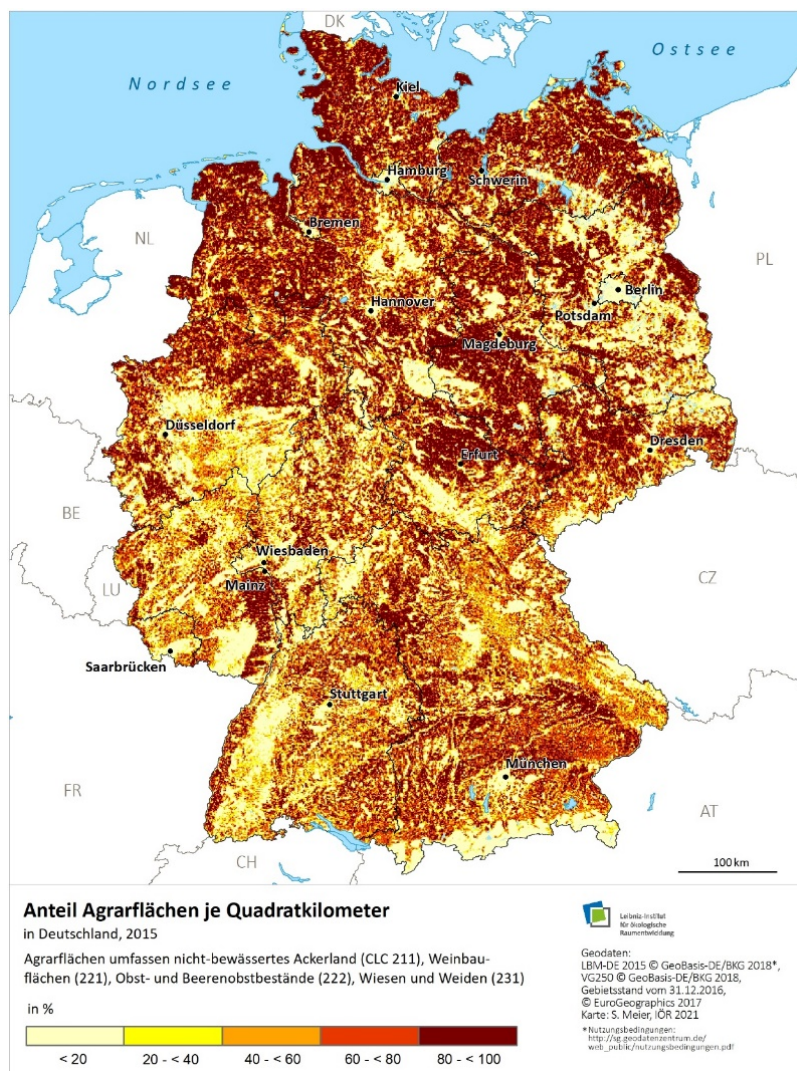 DK
Nordsee
Ostsee
Kiel
Hamburg
Schwerin
Bremen
NL
PL
Berlin
Hannover
Potsdam
Magdeburg
Düsseldorf
Dresden
Erfurt
BE
Wiesbaden
LU
Mainz
CZ
Saarbrücken
Stuttgart
München
FR
AT
CH
100 km
Anteil Agrarflächen je Quadratkilometer
in Deutschland, 2015
Agrarflächen umfassen nicht-bewässertes Ackerland (CLC 211), Weinbau-
flächen (221), Obst- und Beerenobstbestände (222), Wiesen und Weiden (231)
in %
< 20
20 - < 40
40 - < 60
60 - < 80
80 - < 100
Leibniz-Institut
für ökologische
Raumentwicklung
Geodaten:
LBM-DE 2015 © GeoBasis-DE/BKG 2018*,
VG250 © GeoBasis-DE/BKG 2018,
Gebietsstand vom 31.12.2016,
© EuroGeographics 2017
Karte: S. Meier, IÖR 2021
*Nutzungsbedingungen:
http://sg.geodatenzentrum.de/
web_public/nutzungsbedingungen.pdf